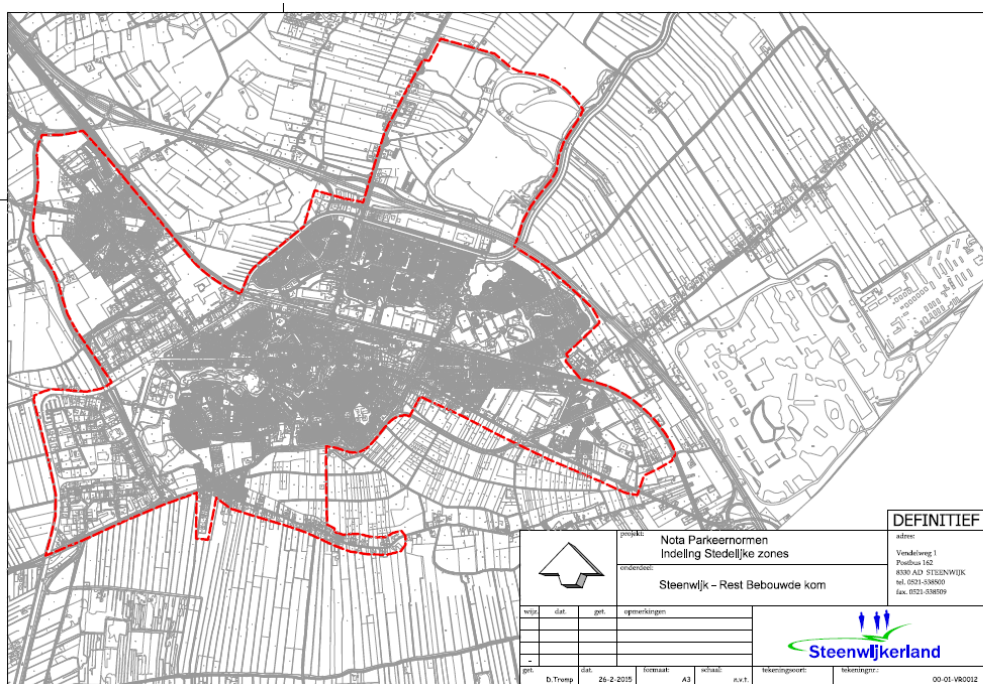 DEFINITIEF
projekt:
Nota Parkeernormen
Indeling Stedelijke zones
onderdeel:
Steenwijk – Rest Bebouwde kom
adres:
Vendelweg 1
Postbus 162
8330 AD STEENWIJK
tel. 0521-538500
fax. 0521-538509
wijz. dat. get. opmerkingen
-
Steenwijkerland
get. dat. formaat: schaal: tekeningsoort: tekeningnr.:
D.Tromp 26-2-2015 A3 n.v.t. 00-01-VR0012